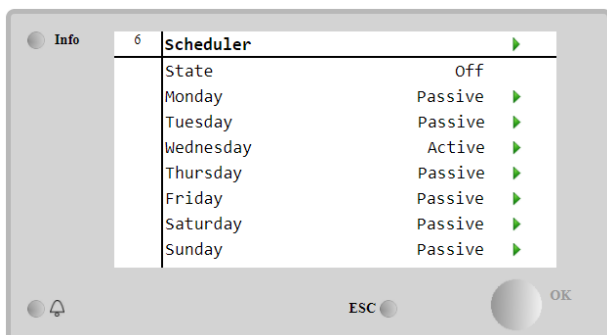 Info
6 Scheduler
State Off
Monday Passive
Tuesday Passive
Wednesday Active
Thursday Passive
Friday Passive
Saturday Passive
Sunday Passive
ESC
OK